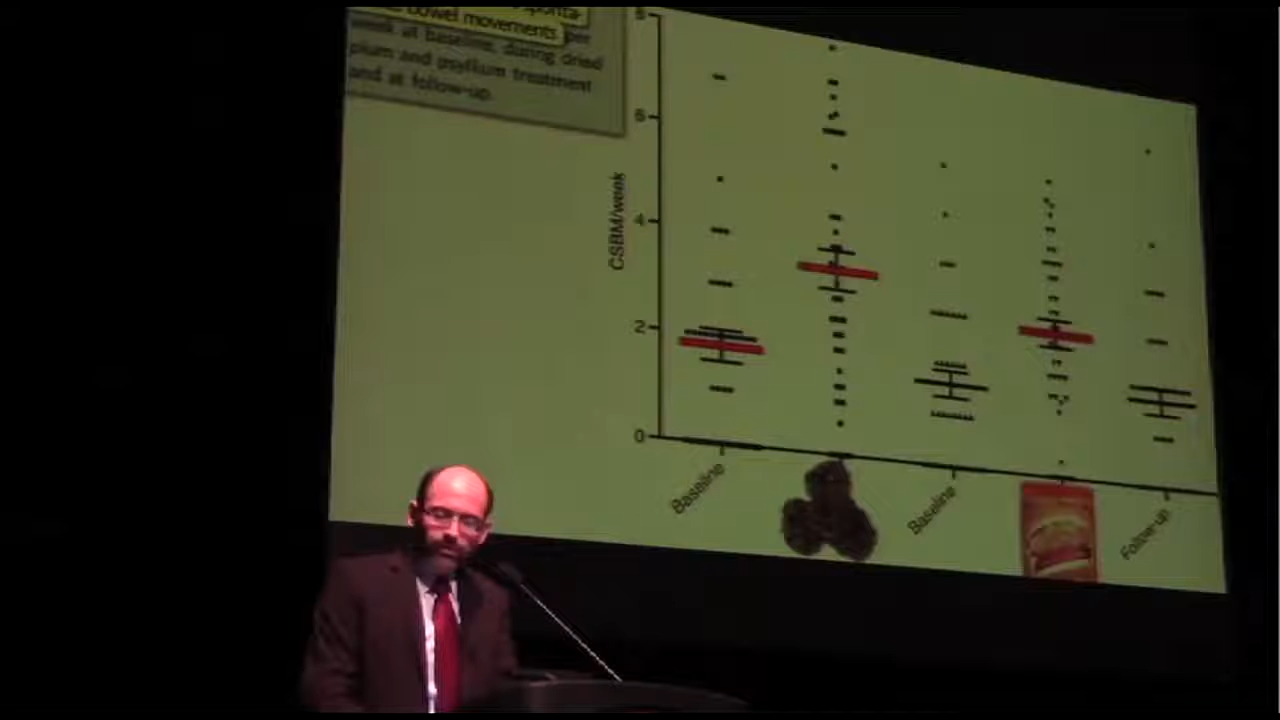 bowel movements per
week at baseline, during dried
plum and psyllium treatment
and at follow-up.
8
6
4
2
0
CSBM/week
Baseline
Baseline
Follow-up